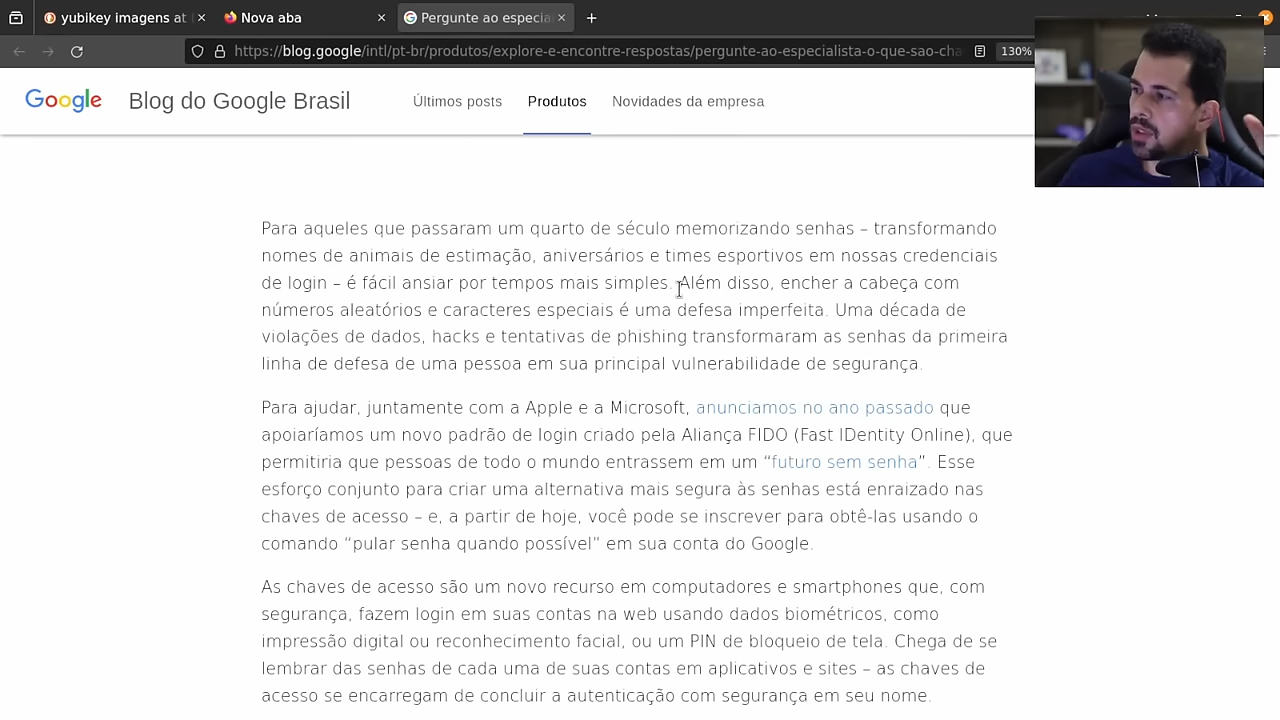 yubikey imagens at
Nova aba
Pergunte ao especia
https://blog.google/intl/pt-br/produtos/explore-e-encontre-respostas/pergunte-ao-especialista-o-que-sao-cha
130%
Google
Blog do Google Brasil
Últimos posts
Produtos
Novidades da empresa
Para aqueles que passaram um quarto de século memorizando senhas – transformando
nomes de animais de estimação, aniversários e times esportivos em nossas credenciais
de login – é fácil ansiar por tempos mais simples. Além disso, encher a cabeça com
números aleatórios e caracteres especiais é uma defesa imperfeita. Uma década de
violações de dados, hacks e tentativas de phishing transformaram as senhas da primeira
linha de defesa de uma pessoa em sua principal vulnerabilidade de segurança.
Para ajudar, juntamente com a Apple e a Microsoft, anunciamos no ano passado que
apoiaríamos um novo padrão de login criado pela Aliança FIDO (Fast IDentity Online), que
permitiria que pessoas de todo o mundo entrassem em um “futuro sem senha”. Esse
esforço conjunto para criar uma alternativa mais segura às senhas está enraizado nas
chaves de acesso – e, a partir de hoje, você pode se inscrever para obtê-las usando o
comando “pular senha quando possível” em sua conta do Google.
As chaves de acesso são um novo recurso em computadores e smartphones que, com
segurança, fazem login em suas contas na web usando dados biométricos, como
impressão digital ou reconhecimento facial, ou um PIN de bloqueio de tela. Chega de se
lembrar das senhas de cada uma de suas contas em aplicativos e sites – as chaves de
acesso se encarregam de concluir a autenticação com segurança em seu nome.